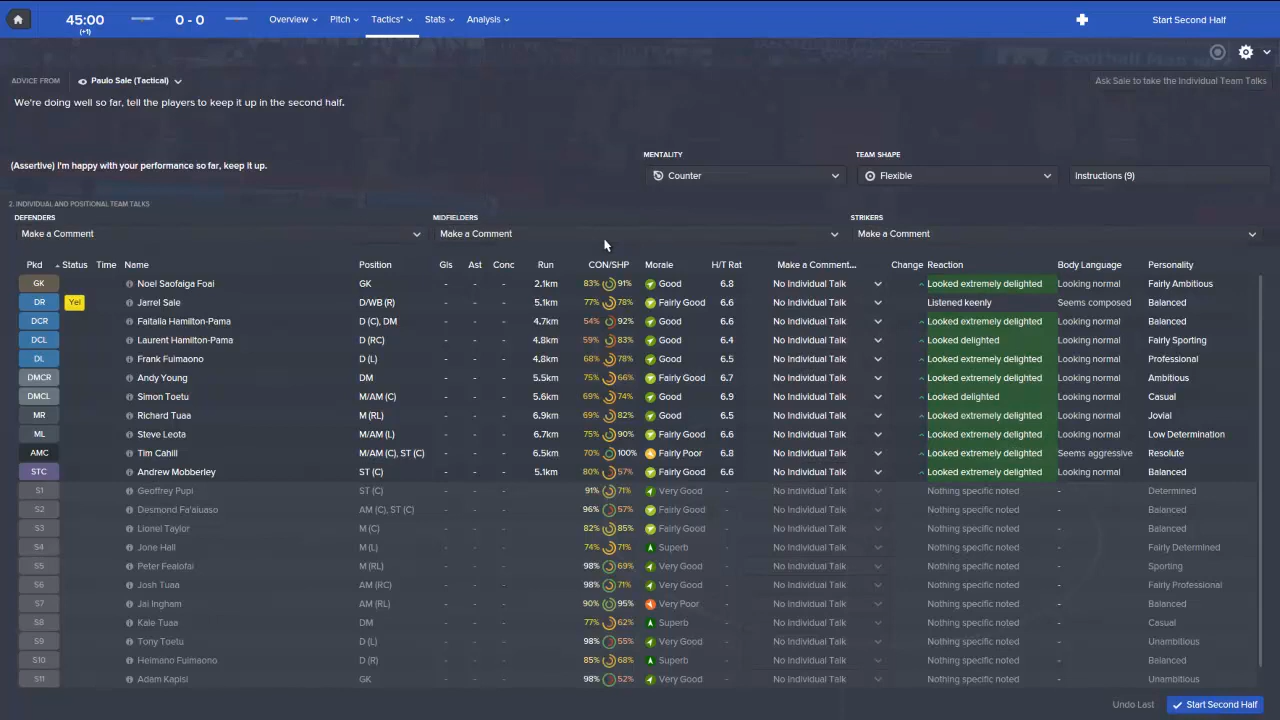 45:00 0 - 0 Overview Pitch Tactics* Stats Analysis Start Second Half
(+1)
ADVICE FROM Paulo Sale (Tactical) Ask Sale to take the Individual Team Talks
We're doing well so far, tell the players to keep it up in the second half.
MENTALITY TEAM SHAPE
(Assertive) I'm happy with your performance so far, keep it up.
Counter Flexible Instructions (9)
2. INDIVIDUAL AND POSITIONAL TEAM TALKS
DEFENDERS MIDFIELDERS STRIKERS
Make a Comment Make a Comment Make a Comment
Pkd Status Time Name Position Gls Ast Conc Run CON/SHP Morale H/T Rat Make a Comment... Change Reaction Body Language Personality
GK Noel Saofaiga Foai GK - - - 2.1km 83% 91% Good 6.8 No Individual Talk Looked extremely delighted Looking normal Fairly Ambitious
DR Yel Jarrel Sale D/WB (R) - - - 5.1km 77% 78% Fairly Good 6.6 No Individual Talk Listened keenly Seems composed Balanced
DCR Faitalia Hamilton-Pama D (C), DM - - - 4.7km 54% 92% Good 6.6 No Individual Talk Looked extremely delighted Looking normal Balanced
DCL Laurent Hamilton-Pama D (RC) - - - 4.8km 59% 83% Good 6.4 No Individual Talk Looked delighted Looking normal Fairly Sporting
DL Frank Fuimaono D (L) - - - 4.8km 68% 78% Good 6.5 No Individual Talk Looked extremely delighted Looking normal Professional
DMCR Andy Young DM - - - 5.5km 75% 66% Fairly Good 6.7 No Individual Talk Looked extremely delighted Looking normal Ambitious
DMCL Simon Toetu M/AM (C) - - - 5.6km 69% 74% Good 6.9 No Individual Talk Looked delighted Looking normal Casual
MR Richard Tuaa M (RL) - - - 6.9km 69% 82% Good 6.5 No Individual Talk Looked extremely delighted Looking normal Jovial
ML Steve Leota M/AM (L) - - - 6.7km 75% 90% Fairly Good 6.6 No Individual Talk Looked extremely delighted Looking normal Low Determination
AMC Tim Cahill M/AM (C), ST (C) - - - 6.5km 70% 100% Fairly Poor 6.8 No Individual Talk Looked extremely delighted Seems aggressive Resolute
STC Andrew Mobberley ST (C) - - - 5.1km 80% 57% Fairly Good 6.6 No Individual Talk Looked extremely delighted Looking normal Balanced
S1 Geoffrey Pupi ST (C) - - - 91% 71% Very Good - No Individual Talk Nothing specific noted - Determined
S2 Desmond Fa'aiuaso AM (C), ST (C) - - - 96% 57% Fairly Good - No Individual Talk Nothing specific noted - Balanced
S3 Lionel Taylor M (C) - - - 82% 85% Fairly Good - No Individual Talk Nothing specific noted - Balanced
S4 Jone Hall M (L) - - - 74% 71% Superb - No Individual Talk Nothing specific noted - Fairly Determined
S5 Peter Fealofai M (RL) - - - 98% 69% Very Good - No Individual Talk Nothing specific noted - Sporting
S6 Josh Tuaa AM (RC) - - - 98% 71% Very Good - No Individual Talk Nothing specific noted - Fairly Professional
S7 Jai Ingham AM (RL) - - - 90% 95% Very Poor - No Individual Talk Nothing specific noted - Balanced
S8 Kale Tuaa DM - - - 77% 62% Superb - No Individual Talk Nothing specific noted - Casual
S9 Tony Toetu D (L) - - - 98% 55% Very Good - No Individual Talk Nothing specific noted - Unambitious
S10 Heimano Fuimaono D (R) - - - 85% 68% Superb - No Individual Talk Nothing specific noted - Balanced
S11 Adam Kapisi GK - - - 98% 52% Very Good - No Individual Talk Nothing specific noted - Unambitious
Undo Last Start Second Half